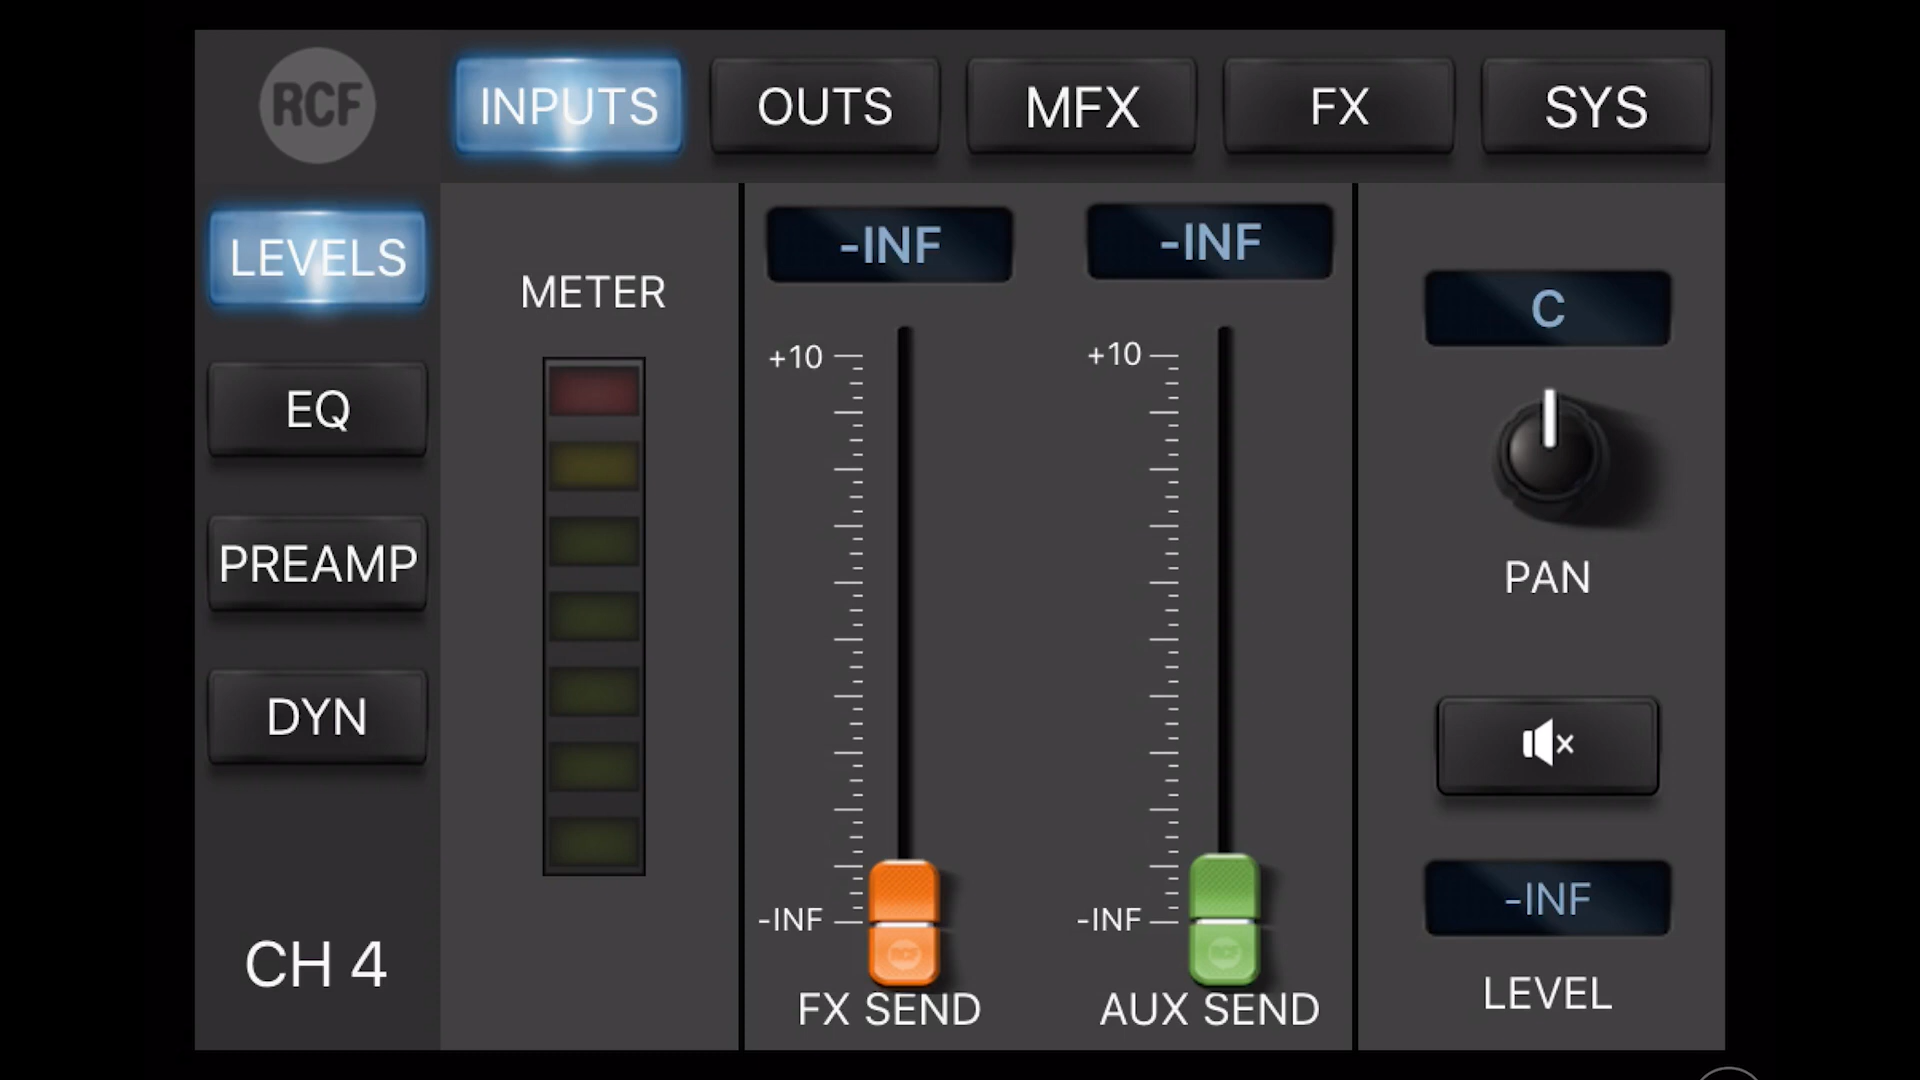 RCF
INPUTS
OUTS
MFX
FX
SYS
LEVELS
EQ
PREAMP
DYN
CH 4
METER
-INF
+10
-INF
FX SEND
-INF
+10
-INF
AUX SEND
C
PAN
-INF
LEVEL